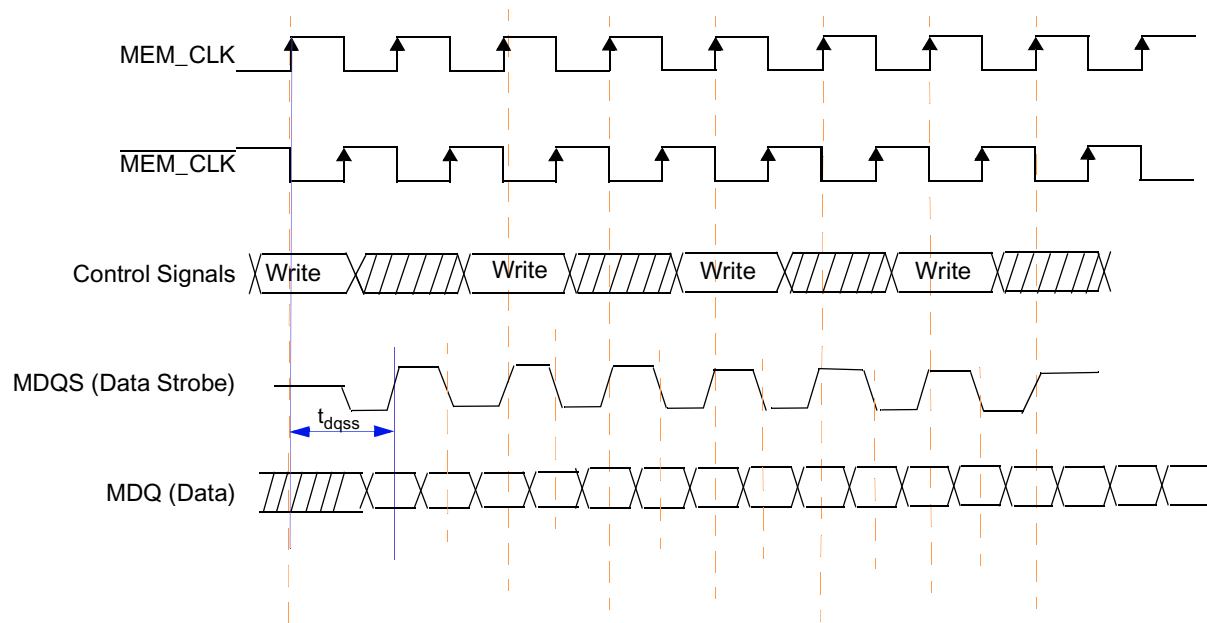 MEM_CLK
MEM_CLK
Control Signals Write Write Write Write
MDQS (Data Strobe)
tdqss
MDQ (Data)